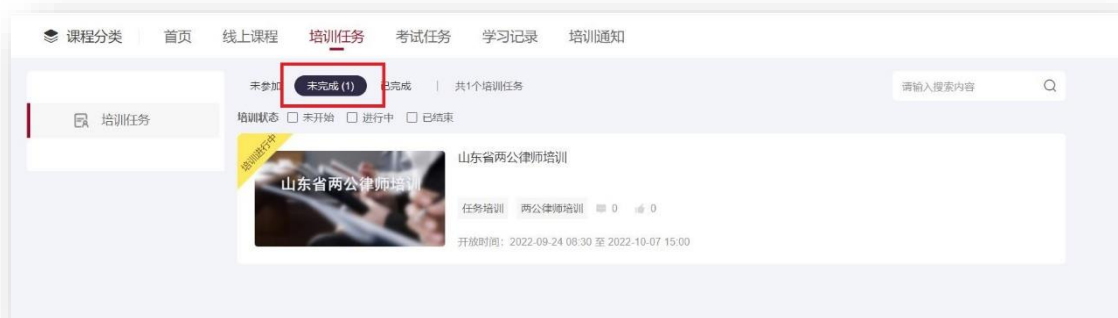 课程分类 首页 线上课程 培训任务 考试任务 学习记录 培训通知
未参加 未完成 (1) 已完成 | 共1个培训任务 请输入搜索内容
培训任务
培训状态 未开始 进行中 已结束
培训进行中
山东省两公律师培训
山东省两公律师培训
任务培训 两公律师培训 0 0
开放时间：2022-09-24 08:30 至 2022-10-07 15:00